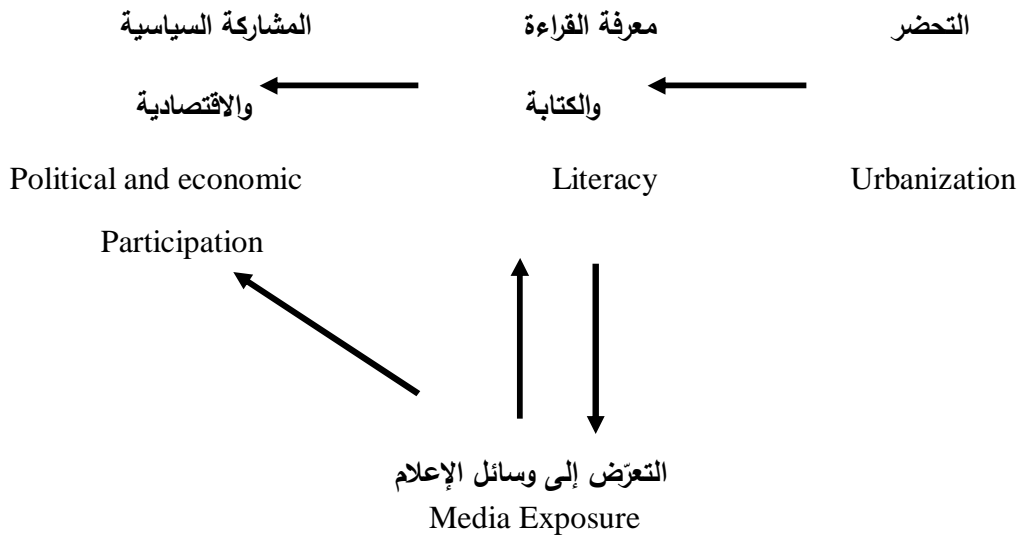 التحضر
معرفة القراءة
والكتابة
المشاركة السياسية
والاقتصادية
Urbanization
Literacy
Political and economic
Participation
التعرّض إلى وسائل الإعلام
Media Exposure